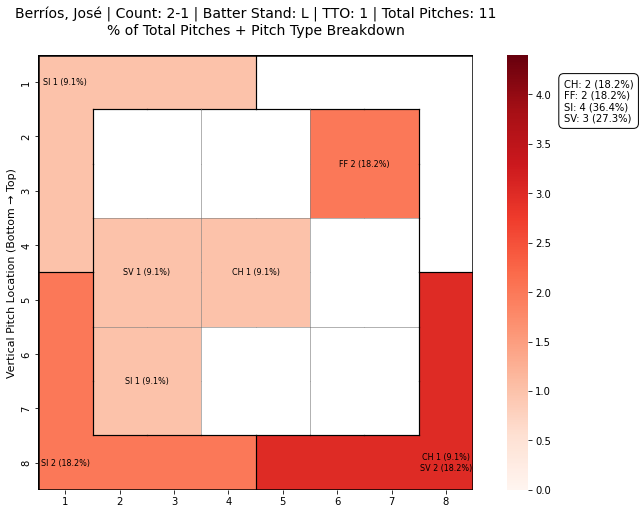 Berríos, José | Count: 2-1 | Batter Stand: L | TTO: 1 | Total Pitches: 11
% of Total Pitches + Pitch Type Breakdown
CH: 2 (18.2%)
FF: 2 (18.2%)
SI: 4 (36.4%)
SV: 3 (27.3%)
Vertical Pitch Location (Bottom → Top)
1
2
3
4
5
6
7
8
SI 1 (9.1%)
FF 2 (18.2%)
SV 1 (9.1%)
CH 1 (9.1%)
SI 1 (9.1%)
SI 2 (18.2%)
CH 1 (9.1%)
SV 2 (18.2%)
1 2 3 4 5 6 7 8
4.0
3.5
3.0
2.5
2.0
1.5
1.0
0.5
0.0